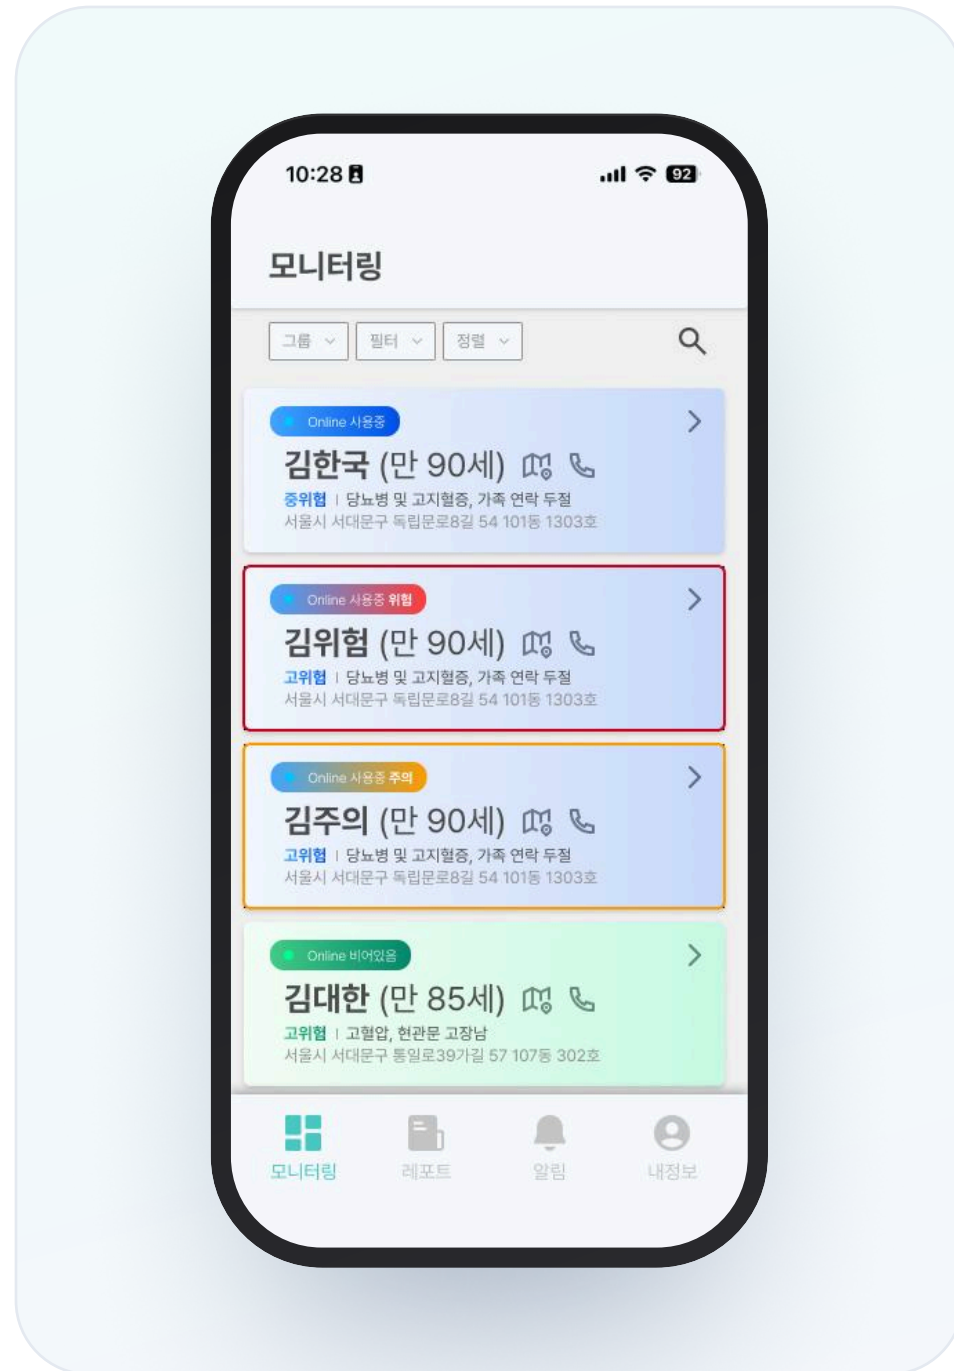 10:28
92
모니터링
그룹 필터 정렬
Online 사용중
김한국 (만 90세)
중위험 | 당뇨병 및 고지혈증, 가족 연락 두절
서울시 서대문구 독립문로8길 54 101동 1303호
Online 사용중 위험
김위험 (만 90세)
고위험 | 당뇨병 및 고지혈증, 가족 연락 두절
서울시 서대문구 독립문로8길 54 101동 1303호
Online 사용중 주의
김주의 (만 90세)
고위험 | 당뇨병 및 고지혈증, 가족 연락 두절
서울시 서대문구 독립문로8길 54 101동 1303호
Online 비어있음
김대한 (만 85세)
고위험 | 고혈압, 현관문 고장남
서울시 서대문구 통일로39가길 57 107동 302호
모니터링 레포트 알림 내정보